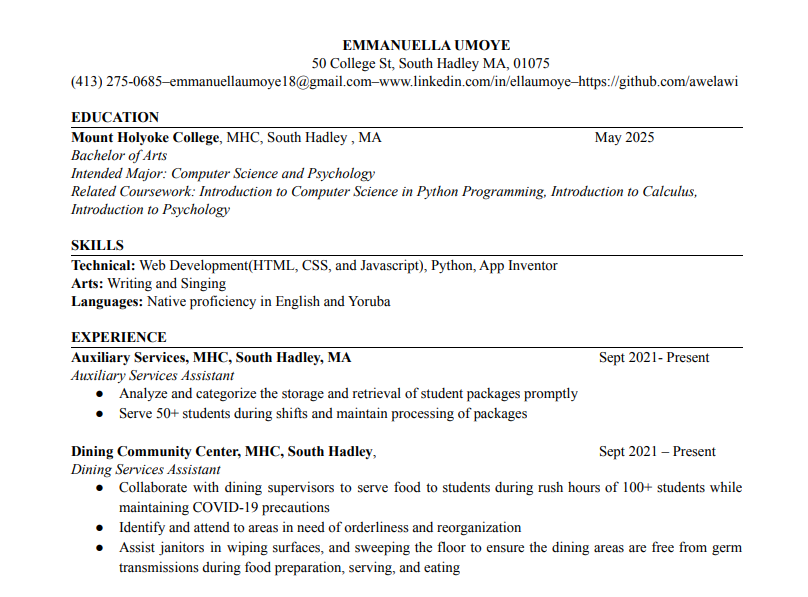 EMMANUELLA UMOYE
50 College St, South Hadley MA, 01075
(413) 275-0685–emmanuellaumoye18@gmail.com–www.linkedin.com/in/ellaumoye–https://github.com/awelawi
EDUCATION
Mount Holyoke College, MHC, South Hadley , MA May 2025
Bachelor of Arts
Intended Major: Computer Science and Psychology
Related Coursework: Introduction to Computer Science in Python Programming, Introduction to Calculus,
Introduction to Psychology
SKILLS
Technical: Web Development(HTML, CSS, and Javascript), Python, App Inventor
Arts: Writing and Singing
Languages: Native proficiency in English and Yoruba
EXPERIENCE
Auxiliary Services, MHC, South Hadley, MA Sept 2021- Present
Auxiliary Services Assistant
● Analyze and categorize the storage and retrieval of student packages promptly
● Serve 50+ students during shifts and maintain processing of packages
Dining Community Center, MHC, South Hadley, Sept 2021 – Present
Dining Services Assistant
● Collaborate with dining supervisors to serve food to students during rush hours of 100+ students while
maintaining COVID-19 precautions
● Identify and attend to areas in need of orderliness and reorganization
● Assist janitors in wiping surfaces, and sweeping the floor to ensure the dining areas are free from germ
transmissions during food preparation, serving, and eating